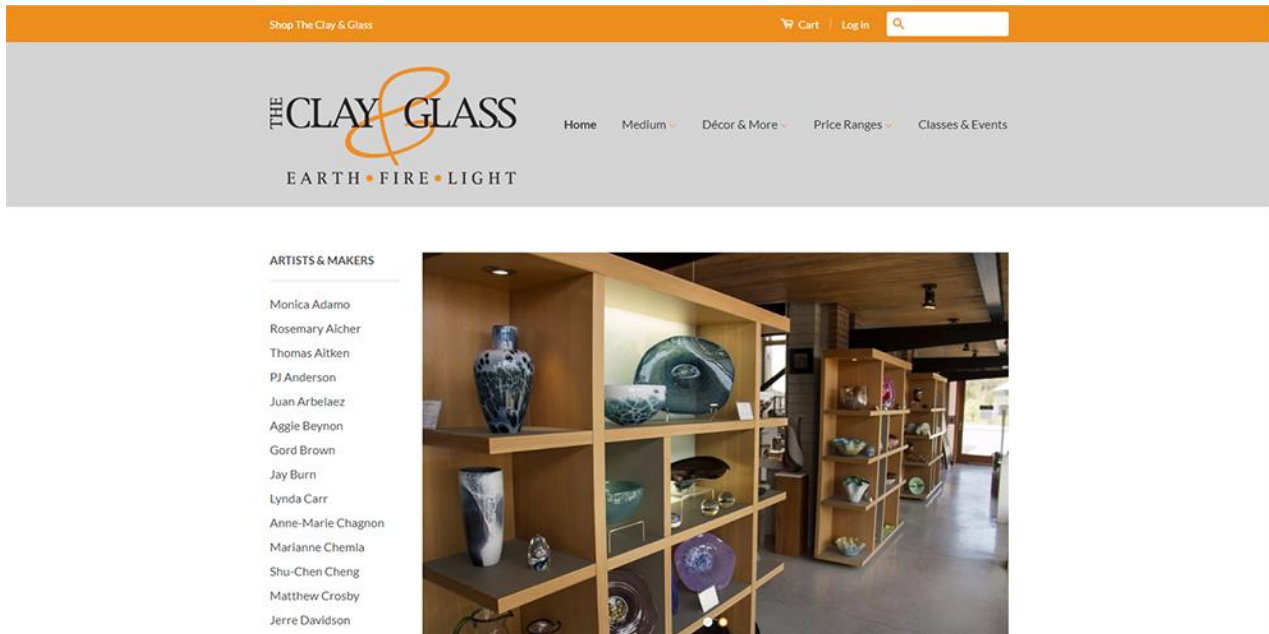 Shop The Clay & Glass
Cart
Log in
THE CLAY & GLASS
EARTH • FIRE • LIGHT
Home
Medium
Décor & More
Price Ranges
Classes & Events
ARTISTS & MAKERS
Monica Adamo
Rosemary Aicher
Thomas Aitken
PJ Anderson
Juan Arbelaez
Aggie Beynon
Gord Brown
Jay Burn
Lynda Carr
Anne-Marie Chagnon
Marianne Chemla
Shu-Chen Cheng
Matthew Crosby
Jerre Davidson